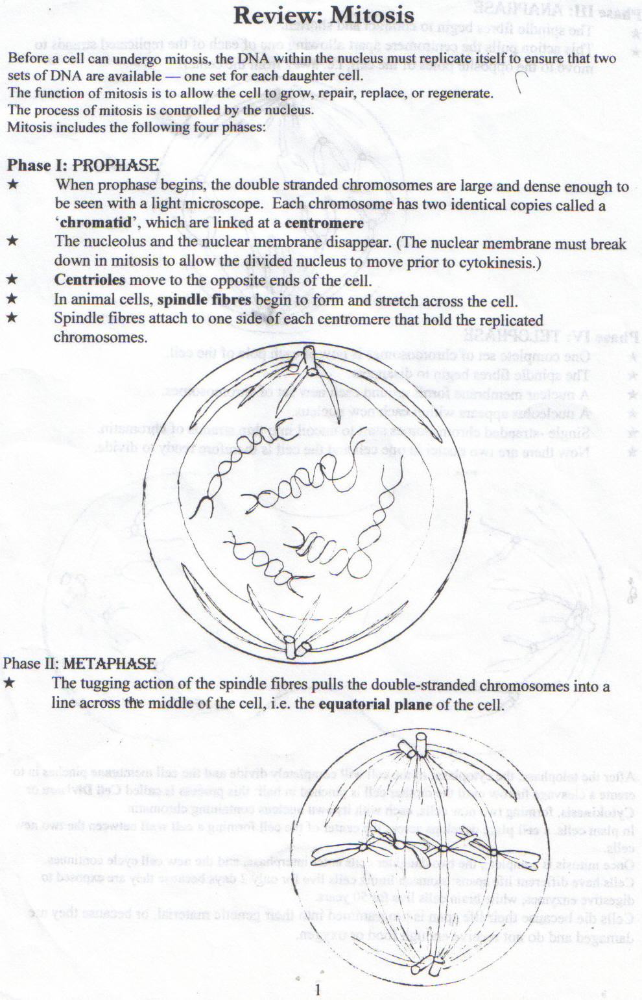 Review: Mitosis
Before a cell can undergo mitosis, the DNA within the nucleus must replicate itself to ensure that two
sets of DNA are available — one set for each daughter cell.
The function of mitosis is to allow the cell to grow, repair, replace, or regenerate.
The process of mitosis is controlled by the nucleus.
Mitosis includes the following four phases:
Phase I: PROPHASE
★ When prophase begins, the double stranded chromosomes are large and dense enough to
be seen with a light microscope. Each chromosome has two identical copies called a
‘chromatid’, which are linked at a centromere
★ The nucleolus and the nuclear membrane disappear. (The nuclear membrane must break
down in mitosis to allow the divided nucleus to move prior to cytokinesis.)
★ Centrioles move to the opposite ends of the cell.
★ In animal cells, spindle fibres begin to form and stretch across the cell.
★ Spindle fibres attach to one side of each centromere that hold the replicated
chromosomes.
Phase II: METAPHASE
★ The tugging action of the spindle fibres pulls the double-stranded chromosomes into a
line across the middle of the cell, i.e. the equatorial plane of the cell.
1